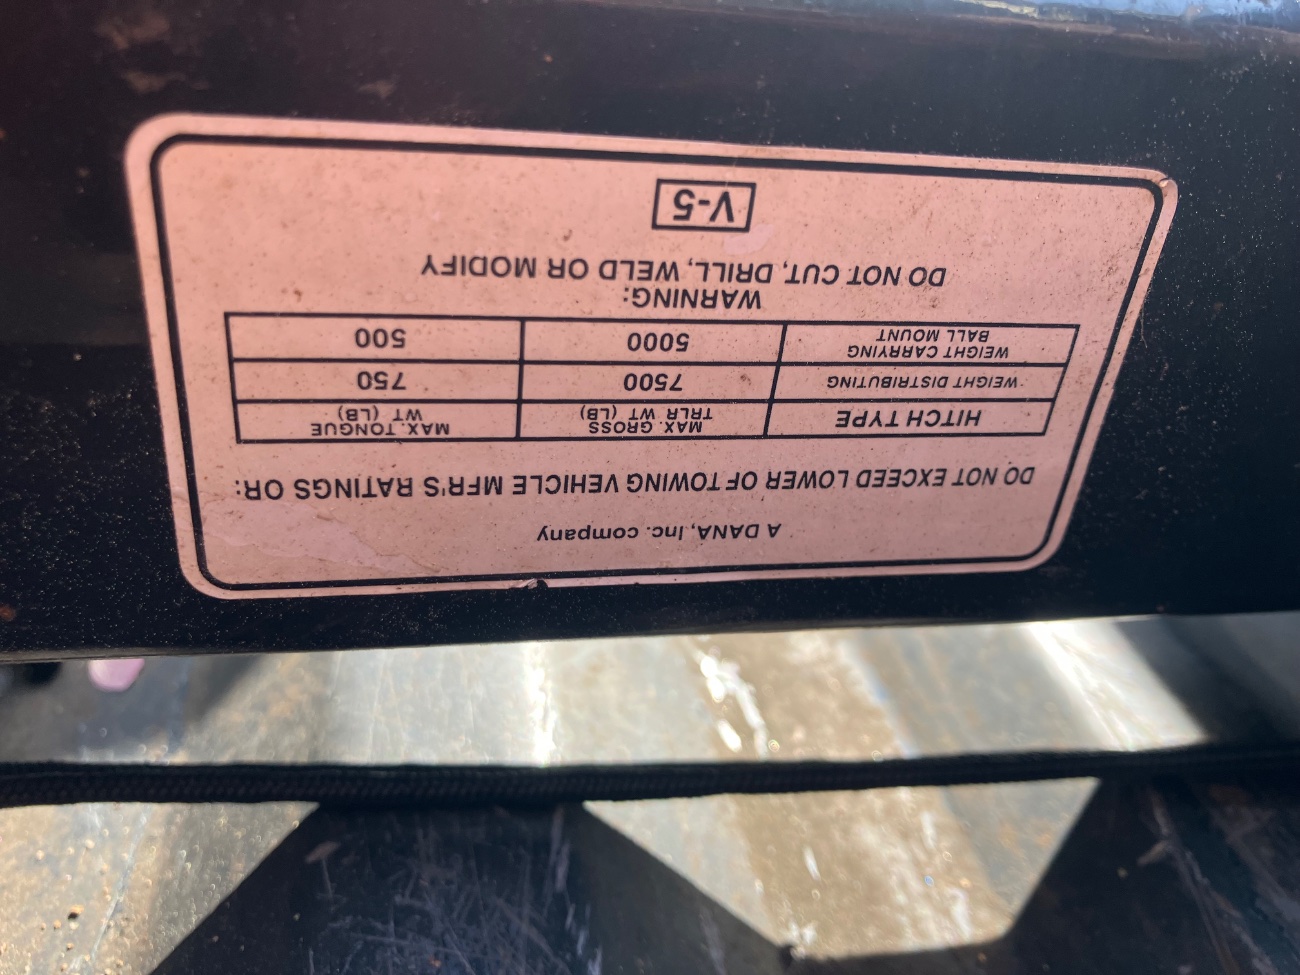 A DANA, Inc. company
DO NOT EXCEED LOWER OF TOWING VEHICLE MFR'S RATINGS OR:
HITCH TYPE MAX. GROSS TRLR WT (LB) MAX. TONGUE WT (LB)
WEIGHT DISTRIBUTING 7500 750
WEIGHT CARRYING BALL MOUNT 5000 500
WARNING:
DO NOT CUT, DRILL, WELD OR MODIFY
V-5